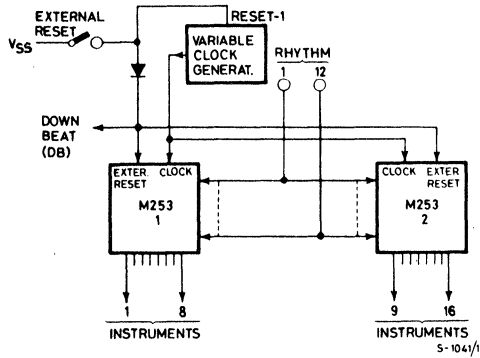 EXTERNAL
RESET
VSS
RESET-1
VARIABLE
CLOCK
GENERAT.
RHYTHM
1 12
DOWN
BEAT
(DB)
EXTER. CLOCK
RESET
M253
1
CLOCK EXTER
RESET
M253
2
1 8
INSTRUMENTS
9 16
INSTRUMENTS
S-1041/1